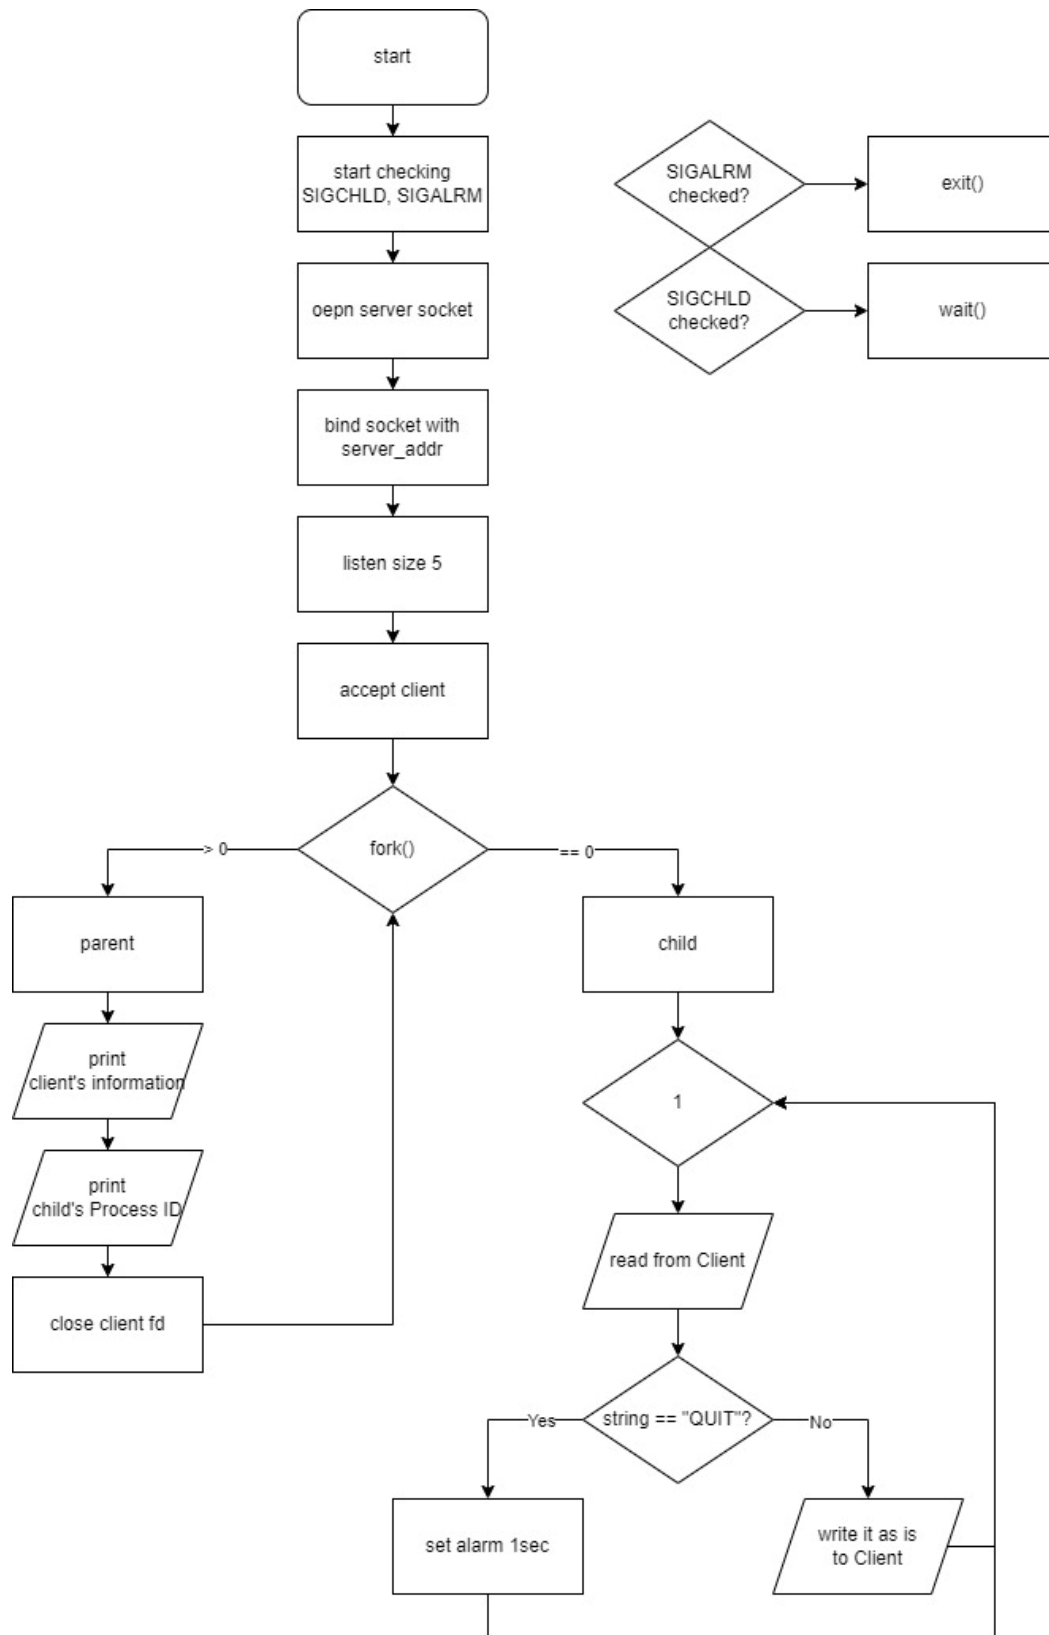 start
start checking
SIGCHLD, SIGALRM
SIGALRM
checked?
exit()
oepn server socket
SIGCHLD
checked?
wait()
bind socket with
server_addr
listen size 5
accept client
fork()
> 0
== 0
parent
child
print
client's information
1
print
child's Process ID
read from Client
close client fd
string == "QUIT"?
Yes
No
set alarm 1sec
write it as is
to Client